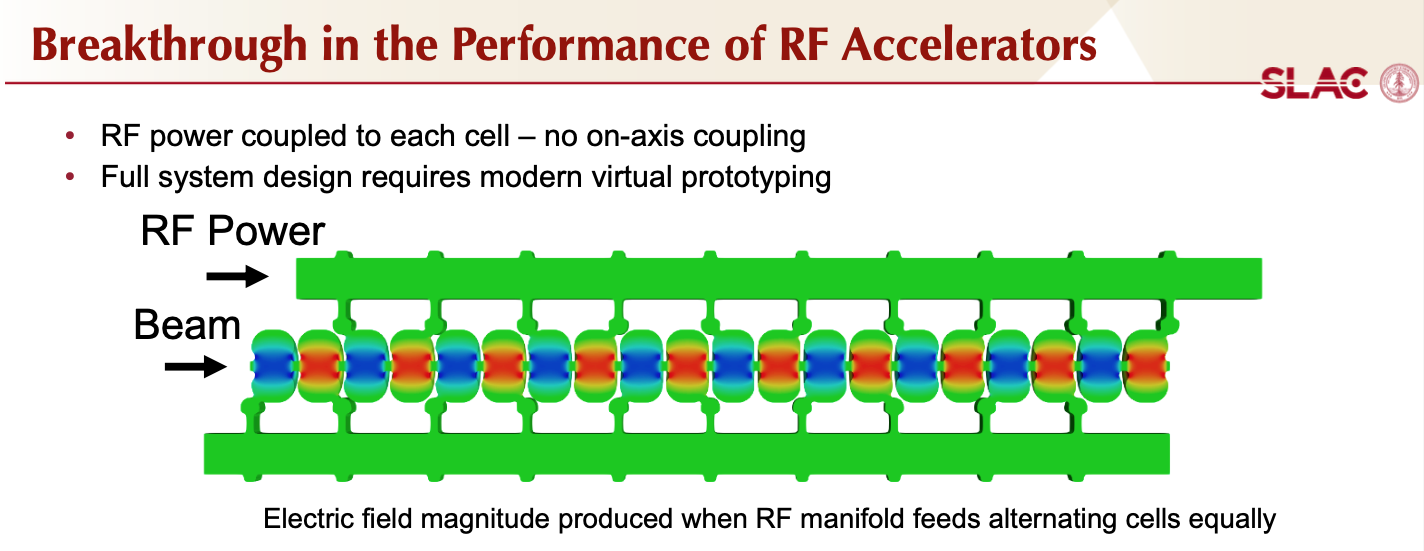 Breakthrough in the Performance of RF Accelerators
SLAC
• RF power coupled to each cell – no on-axis coupling
• Full system design requires modern virtual prototyping
RF Power
Beam
Electric field magnitude produced when RF manifold feeds alternating cells equally